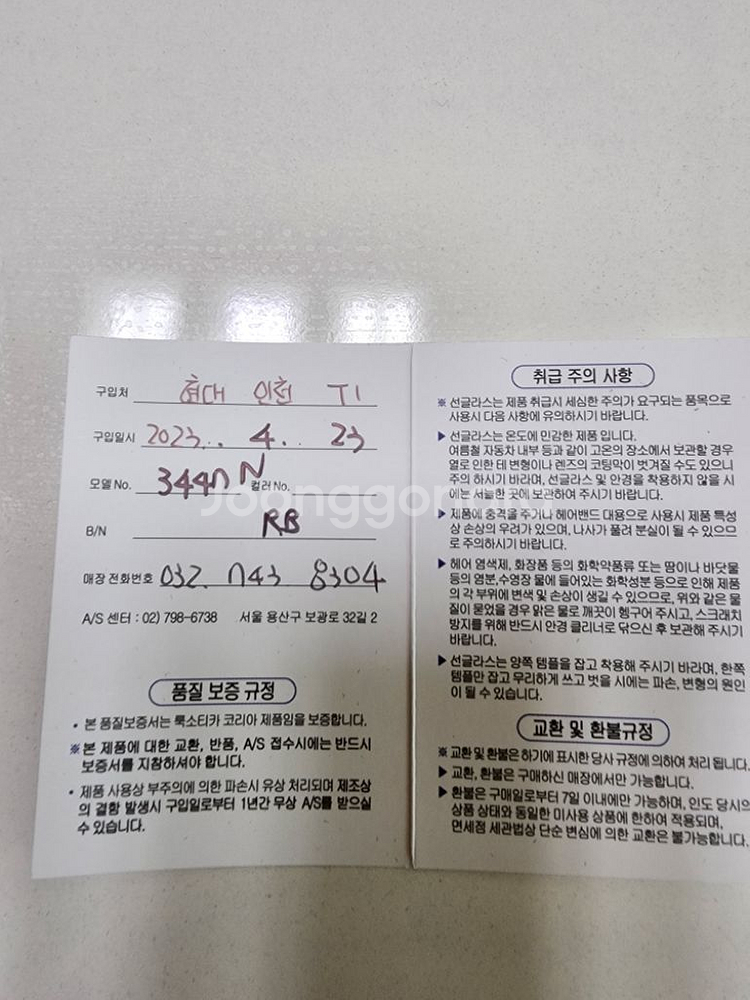 구입처 현대 인천 T1
구입일시 2023.. 4.. 23
모델No. 3447N 컬러No.
B/N RB
매장 전화번호 032. 743 8304
A/S 센터 : 02) 798-6738 서울 용산구 보광로 32길 2
품질 보증 규정
• 본 품질보증서는 룩소티카 코리아 제품임을 보증합니다.
※ 본 제품에 대한 교환, 반품, A/S 접수시에는 반드시
보증서를 지참하셔야 합니다.
• 제품 사용상 부주의에 의한 파손시 유상 처리되며 제조상
의 결함 발생시 구입일로부터 1년간 무상 A/S를 받으실
수 있습니다.
취급 주의 사항
※ 선글라스는 제품 취급시 세심한 주의가 요구되는 품목으로
사용시 다음 사항에 유의하시기 바랍니다.
▶ 선글라스는 온도에 민감한 제품 입니다.
여름철 자동차 내부 등과 같이 고온의 장소에서 보관할 경우
열로 인한 테 변형이나 렌즈의 코팅막이 벗겨질 수도 있으니
주의 하시기 바라며, 선글라스 및 안경을 착용하지 않을 시
에는 서늘한 곳에 보관하여 주시기 바랍니다.
▶ 제품에 충격을 주거나 헤어밴드 대용으로 사용시 제품 특성
상 손상의 우려가 있으며, 나사가 풀려 분실이 될 수 있으므
로 주의하시기 바랍니다.
▶ 헤어 염색제, 화장품 등의 화학약품류 또는 땀이나 바닷물
등의 염분,수영장 물에 들어있는 화학성분 등으로 인해 제품
의 각 부위에 변색 및 손상이 생길 수 있으므로, 위와 같은 물
질이 묻었을 경우 맑은 물로 깨끗이 헹구어 주시고, 스크래치
방지를 위해 반드시 안경 클리너로 닦으신 후 보관해 주시기
바랍니다.
▶ 선글라스는 양쪽 템플을 잡고 착용해 주시기 바라며, 한쪽
템플만 잡고 무리하게 쓰고 벗을 시에는 파손, 변형의 원인
이 될 수 있습니다.
교환 및 환불규정
※ 교환 및 환불은 하기에 표시한 당사 규정에 의하여 처리 됩니다.
▶ 교환, 환불은 구매하신 매장에서만 가능합니다.
▶ 환불은 구매일로부터 7일 이내에만 가능하며, 인도 당시의
상품 상태와 동일한 미사용 상품에 한하여 적용되며,
면세점 세관법상 단순 변심에 의한 교환은 불가능합니다.